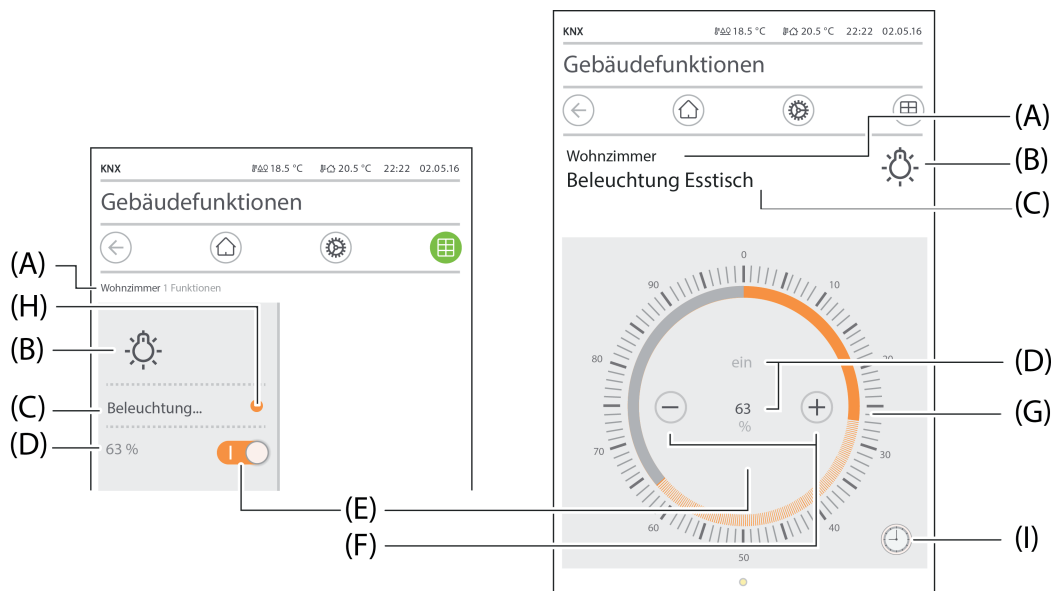 KNX 18.5 °C 20.5 °C 22:22 02.05.16
Gebäudefunktionen
Wohnzimmer 1 Funktionen
Beleuchtung...
63 %
(A)
(H)
(B)
(C)
(D)
(E)
(F)
KNX 18.5 °C 20.5 °C 22:22 02.05.16
Gebäudefunktionen
Wohnzimmer
Beleuchtung Esstisch
0
10
20
30
40
50
60
70
80
90
ein
63
%
(A)
(B)
(C)
(D)
(G)
(I)